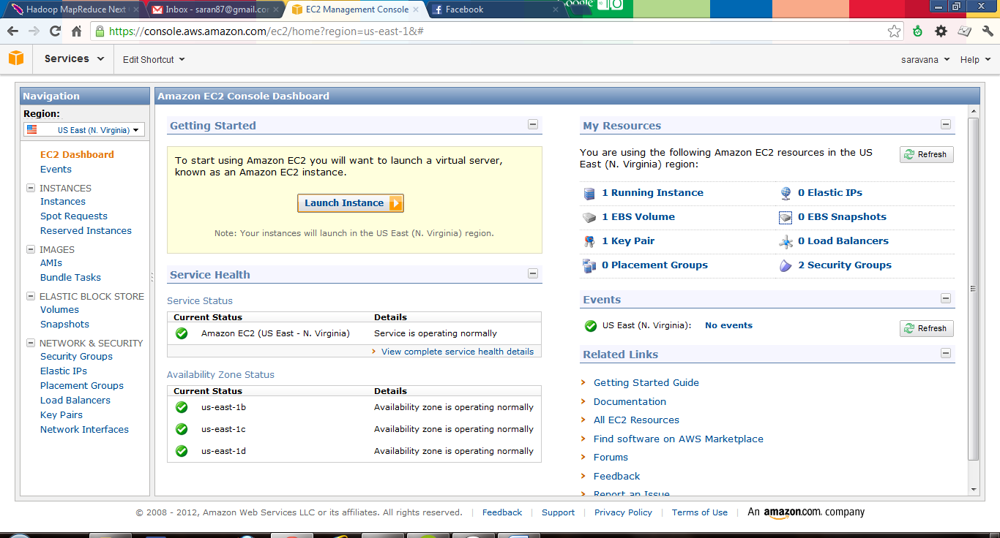 Hadoop MapReduce Next
Inbox - saran87@gmail.co
EC2 Management Console
Facebook
https://console.aws.amazon.com/ec2/home?region=us-east-1&#
Services
Edit Shortcut
saravana
Help
Navigation
Region:
US East (N. Virginia)
EC2 Dashboard
Events
INSTANCES
Instances
Spot Requests
Reserved Instances
IMAGES
AMIs
Bundle Tasks
ELASTIC BLOCK STORE
Volumes
Snapshots
NETWORK & SECURITY
Security Groups
Elastic IPs
Placement Groups
Load Balancers
Key Pairs
Network Interfaces
Amazon EC2 Console Dashboard
Getting Started
To start using Amazon EC2 you will want to launch a virtual server,
known as an Amazon EC2 instance.
Launch Instance
Note: Your instances will launch in the US East (N. Virginia) region.
Service Health
Service Status
Current Status Details
Amazon EC2 (US East - N. Virginia) Service is operating normally
View complete service health details
Availability Zone Status
Current Status Details
us-east-1b Availability zone is operating normally
us-east-1c Availability zone is operating normally
us-east-1d Availability zone is operating normally
My Resources
You are using the following Amazon EC2 resources in the US
East (N. Virginia) region:
Refresh
1 Running Instance 0 Elastic IPs
1 EBS Volume 0 EBS Snapshots
1 Key Pair 0 Load Balancers
0 Placement Groups 2 Security Groups
Events
US East (N. Virginia): No events
Refresh
Related Links
Getting Started Guide
Documentation
All EC2 Resources
Find software on AWS Marketplace
Forums
Feedback
Report an Issue
© 2008 - 2012, Amazon Web Services LLC or its affiliates. All rights reserved. | Feedback | Support | Privacy Policy | Terms of Use | An amazon.com. company